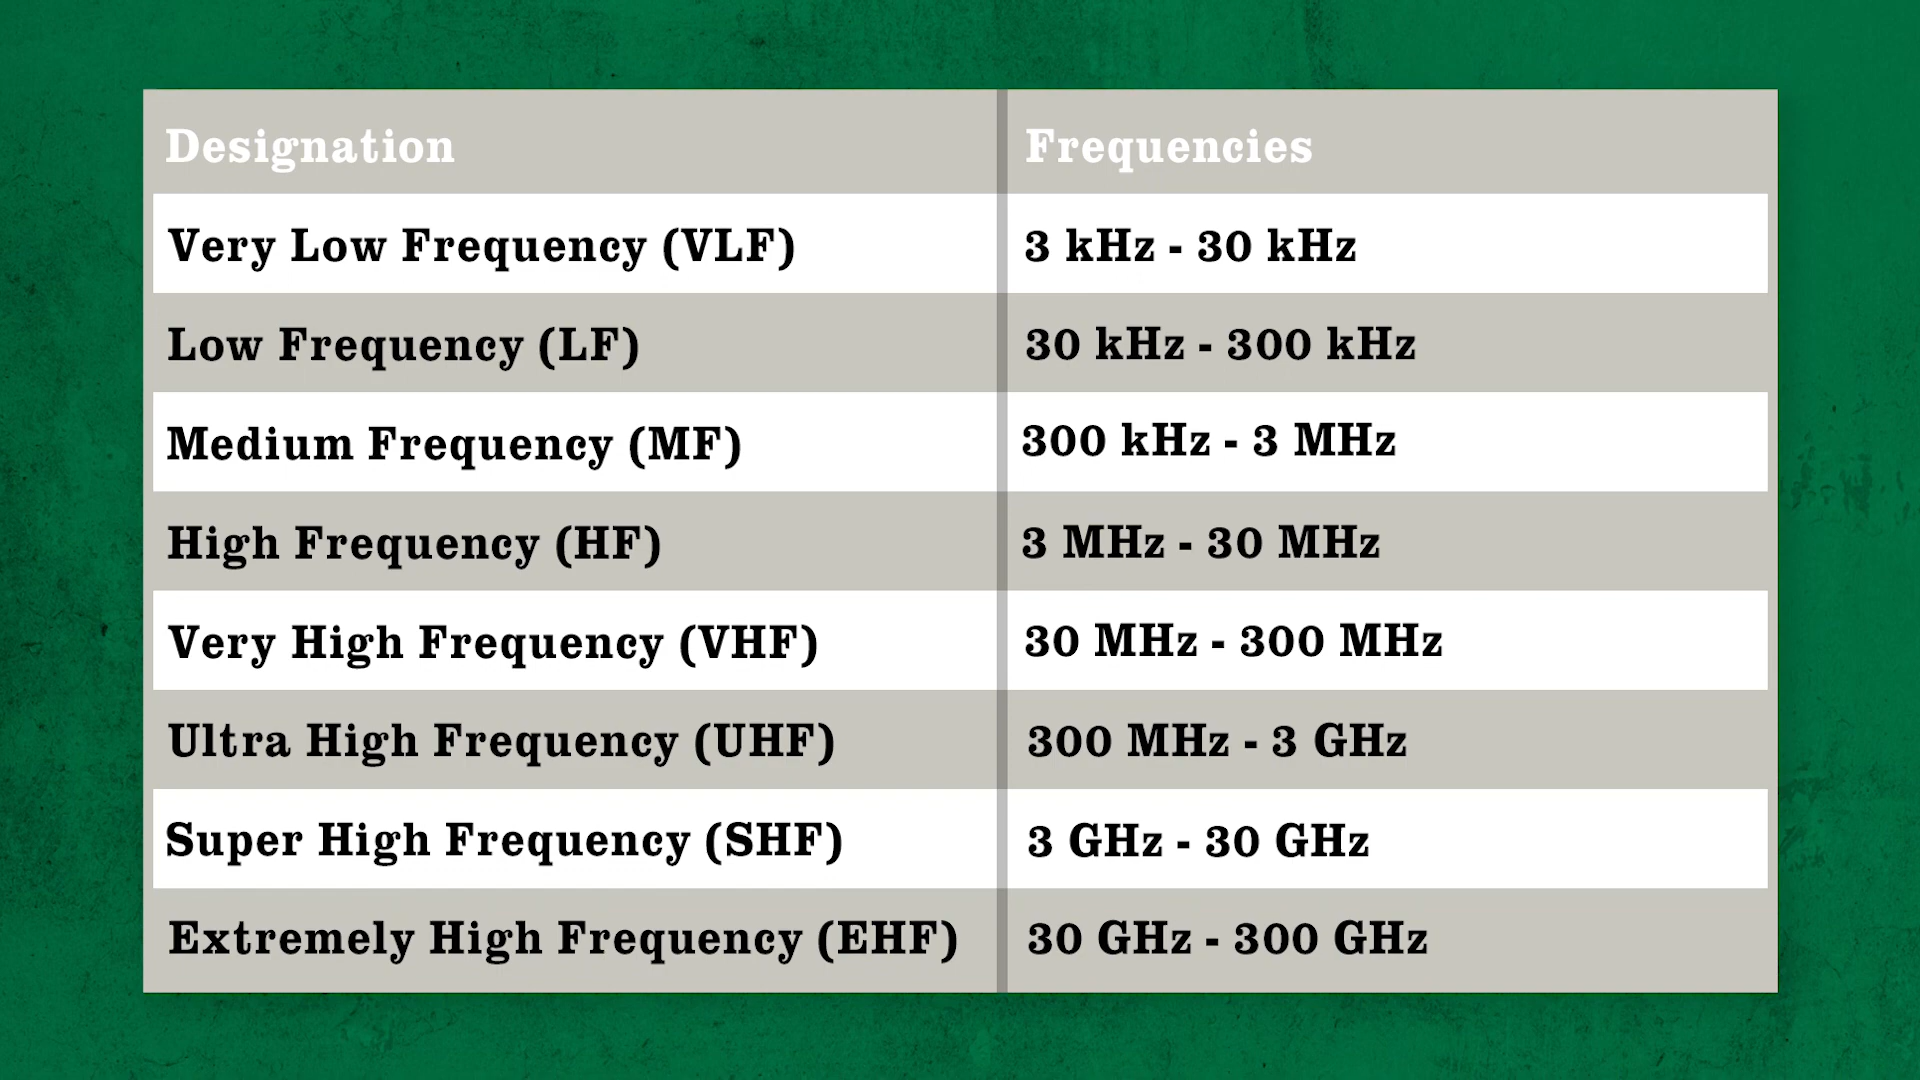 Designation Frequencies
Very Low Frequency (VLF) 3 kHz - 30 kHz
Low Frequency (LF) 30 kHz - 300 kHz
Medium Frequency (MF) 300 kHz - 3 MHz
High Frequency (HF) 3 MHz - 30 MHz
Very High Frequency (VHF) 30 MHz - 300 MHz
Ultra High Frequency (UHF) 300 MHz - 3 GHz
Super High Frequency (SHF) 3 GHz - 30 GHz
Extremely High Frequency (EHF) 30 GHz - 300 GHz